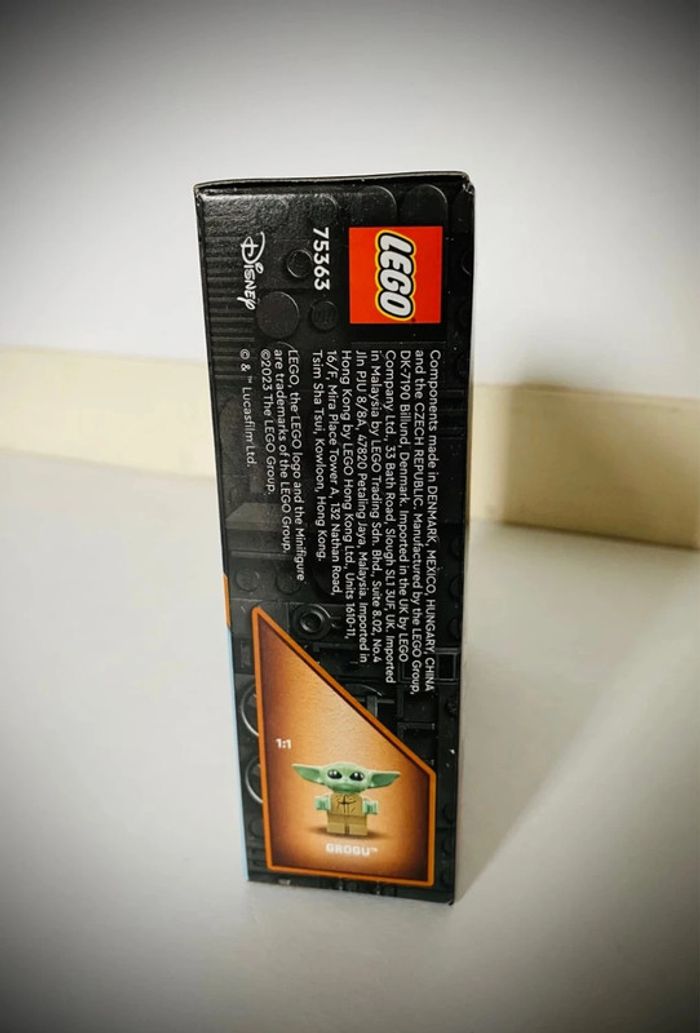 LEGO
75363
Disney
Components made in DENMARK, MEXICO, HUNGARY, CHINA
and the CZECH REPUBLIC. Manufactured by the LEGO Group,
DK-7190 Billund, Denmark. Imported in the UK by LEGO
Company Ltd., 33 Bath Road, Slough SL1 3UF, UK. Imported
in Malaysia by LEGO Trading Sdn. Bhd., Suite 8.02, No.4
Jln PJU 8/8A, 47820 Petaling Jaya, Malaysia. Imported in
Hong Kong by LEGO Hong Kong Ltd., Units 1610-11,
16/F, Mira Place Tower A, 132 Nathan Road,
Tsim Sha Tsui, Kowloon, Hong Kong.
LEGO, the LEGO logo and the Minifigure
are trademarks of the LEGO Group.
©2023 The LEGO Group.
© & ™ Lucasfilm Ltd.
1:1
GROGU™